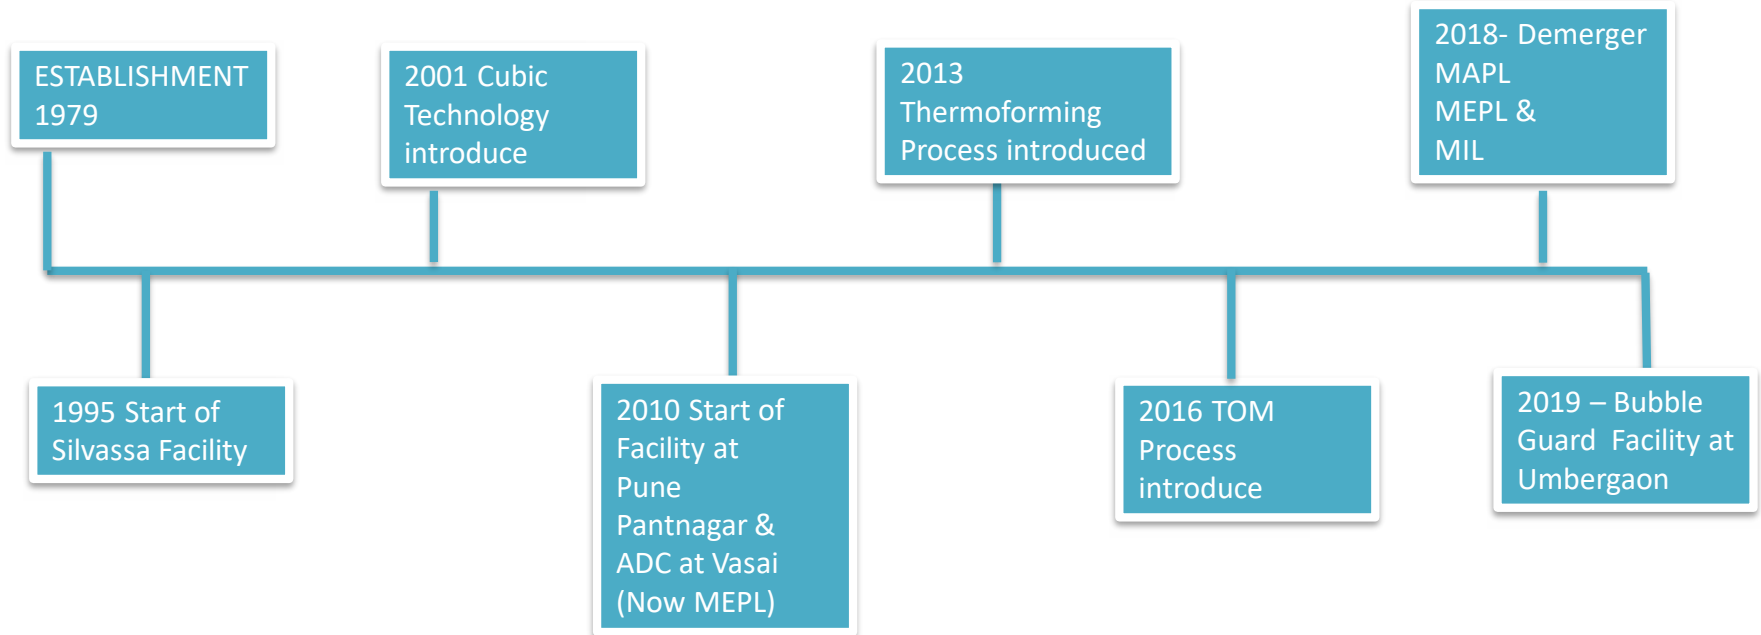 ESTABLISHMENT
1979
2001 Cubic
Technology
introduce
2013
Thermoforming
Process introduced
2018- Demerger
MAPL
MEPL &
MIL
1995 Start of
Silvassa Facility
2010 Start of
Facility at
Pune
Pantnagar &
ADC at Vasai
(Now MEPL)
2016 TOM
Process
introduce
2019 – Bubble
Guard  Facility at
Umbergaon